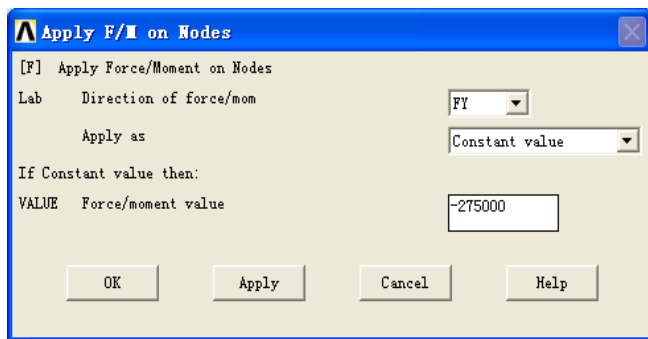 Apply F/M on Nodes
[F] Apply Force/Moment on Nodes
Lab Direction of force/mom FY
Apply as Constant value
If Constant value then:
VALUE Force/moment value -275000
OK Apply Cancel Help